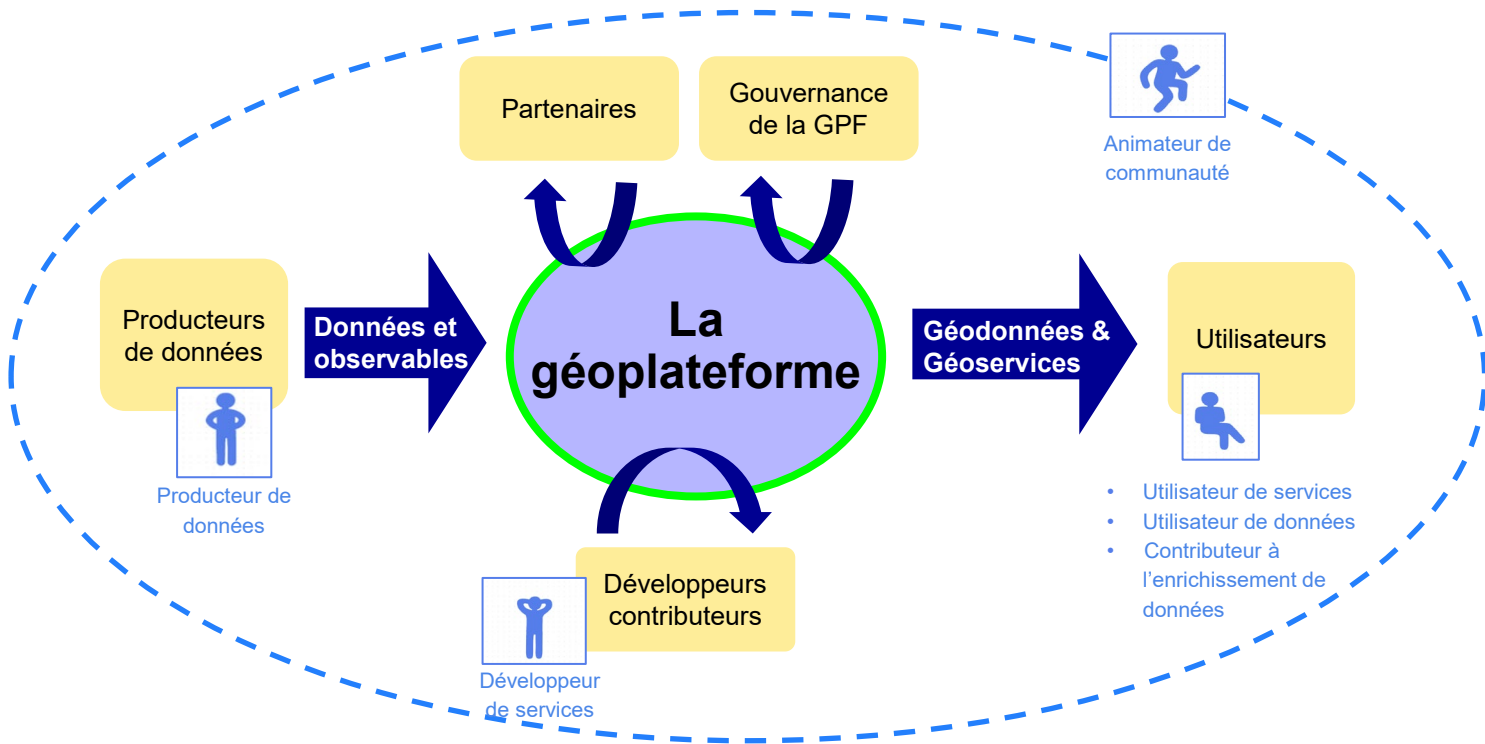 Partenaires
Gouvernance
de la GPF
Animateur de
communauté
Producteurs
de données
Producteur de
données
Données et
observables
La
géoplateforme
Géodonnées &
Géoservices
Utilisateurs
• Utilisateur de services
• Utilisateur de données
• Contributeur à
l’enrichissement de
données
Développeurs
contributeurs
Développeur
de services